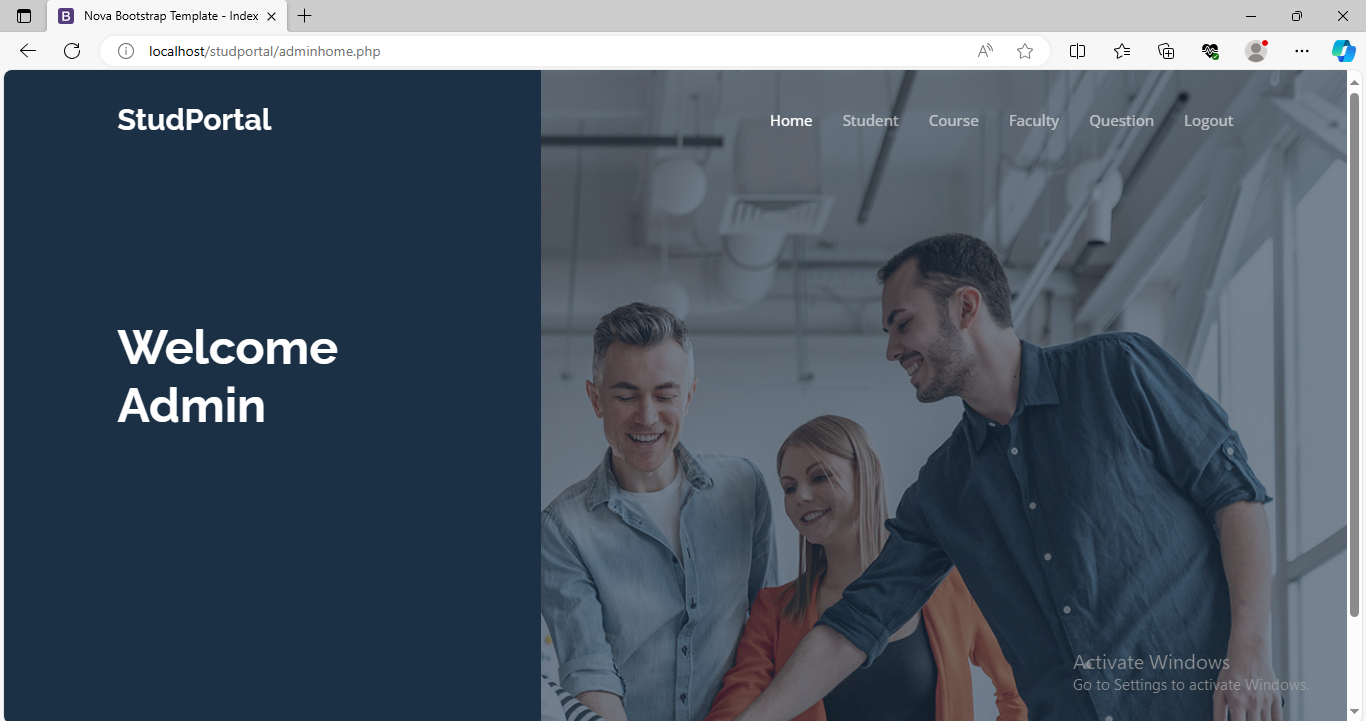 Nova Bootstrap Template - Index
localhost/studportal/adminhome.php
StudPortal
Home Student Course Faculty Question Logout
Welcome
Admin
Activate Windows
Go to Settings to activate Windows.